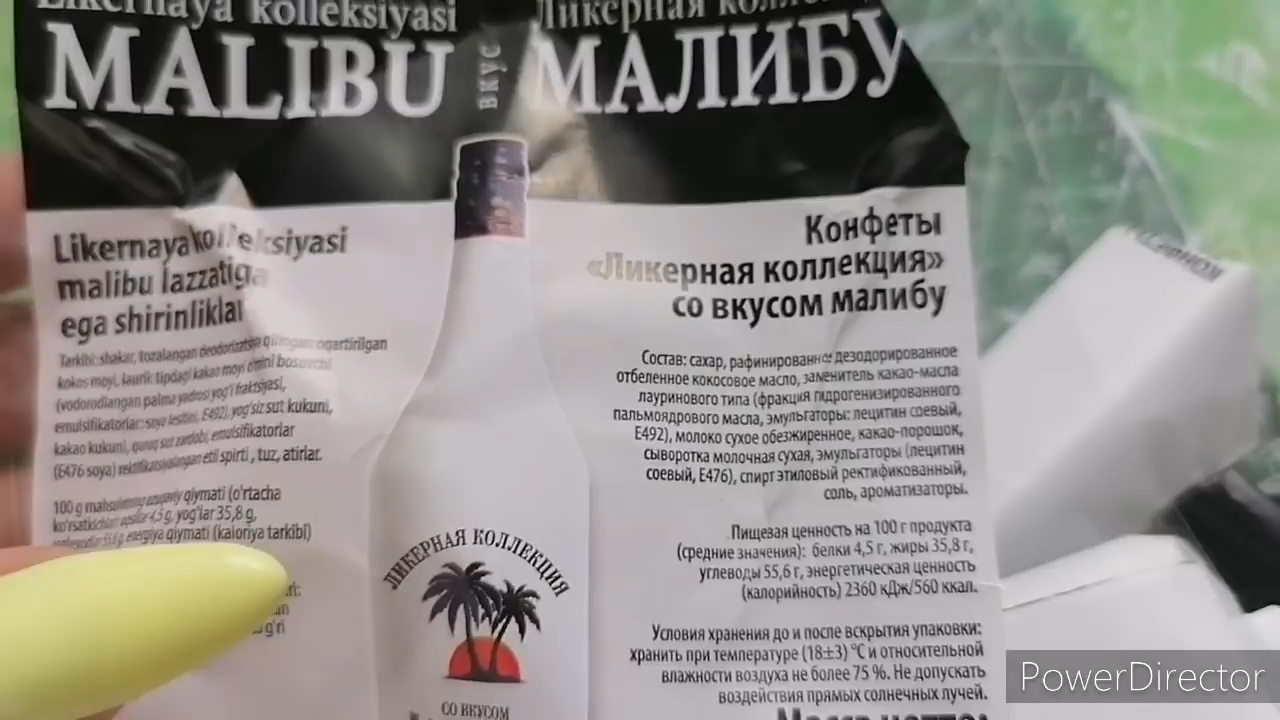 Likernaya kolleksiyasi
MALIBU
вкус
Ликерная
МАЛИБУ
Likernaya kolleksiyasi
malibu lazzatiga
ega shirinliklar
Tarkibi: shakar, tozalangan deodorizatsiya qilingan oqartirilgan
kokos moyi, laurik tipdagi kakao moyi o'rnini bosuvchi
(vodorodlangan palma yadrosi yog'i fraktsiyasi,
emulsifikatorlar: soya lesitini, E492), yog'siz sut kukuni,
kakao kukuni, quruq sut zardobi, emulsifikatorlar
(E476 soya) rektifikatsiyalangan etil spirti , tuz, atirlar.
100 g mahsulotning ozuqaviy qiymati (o'rtacha
ko'rsatkichlar: oqsillar 4,5 g, yog'lar 35,8 g,
55,6 g, energiya qiymati (kaloriya tarkibi)
Конфеты
«Ликерная коллекция»
со вкусом малибу
Состав: сахар, рафинированное дезодорированное
отбеленное кокосовое масло, заменитель какао-масла
лауринового типа (фракция гидрогенизированного
пальмоядрового масла, эмульгаторы: лецитин соевый,
E492), молоко сухое обезжиренное, какао-порошок,
сыворотка молочная сухая, эмульгаторы (лецитин
соевый, E476), спирт этиловый ректификованный,
соль, ароматизаторы.
Пищевая ценность на 100 г продукта
(средние значения): белки 4,5 г, жиры 35,8 г,
углеводы 55,6 г, энергетическая ценность
(калорийность) 2360 кДж/560 ккал.
Условия хранения до и после вскрытия упаковки:
хранить при температуре (18±3) °C и относительной
влажности воздуха не более 75 %. Не допускать
воздействия прямых солнечных лучей.
Масса нетто:
ЛИКЕРНАЯ КОЛЛЕКЦИЯ
СО ВКУСОМ
PowerDirector